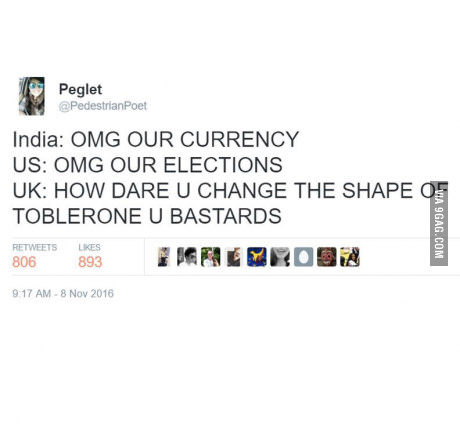 Peglet
@PedestrianPoet
India: OMG OUR CURRENCY
US: OMG OUR ELECTIONS
UK: HOW DARE U CHANGE THE SHAPE OF
TOBLERONE U BASTARDS
RETWEETS LIKES
806 893
9:17 AM - 8 Nov 2016
VIA 9GAG.COM